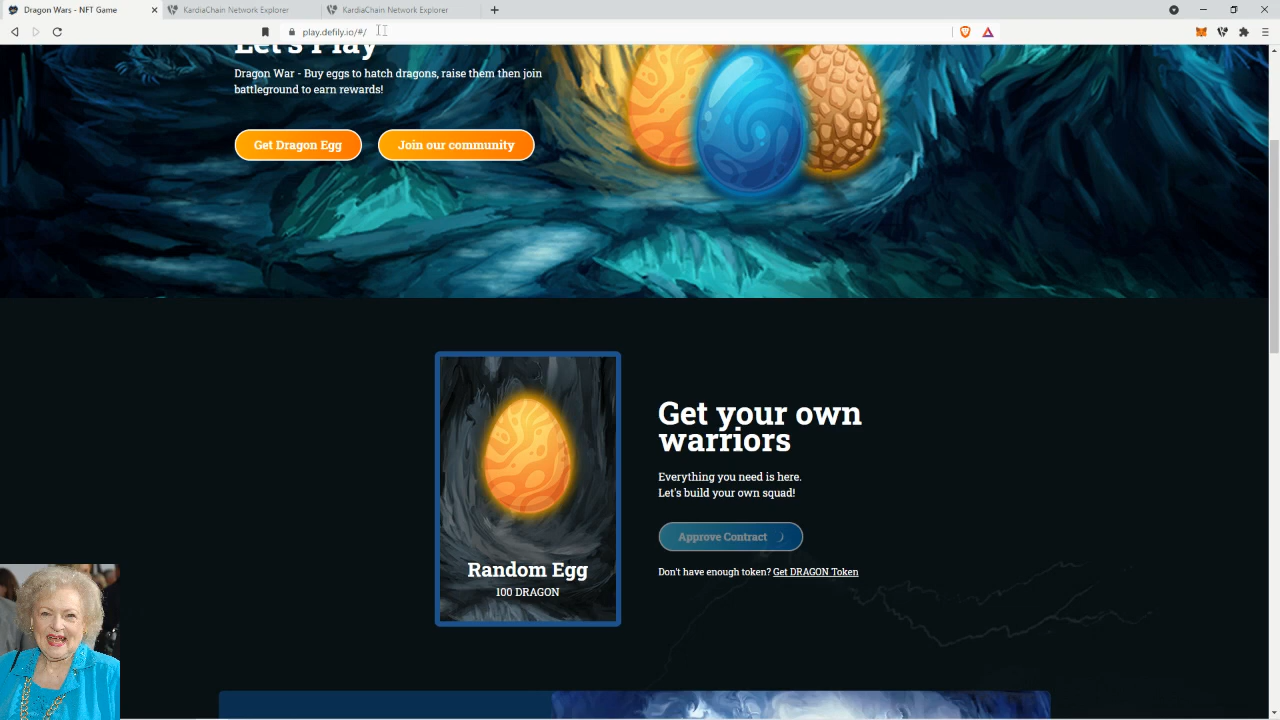 Dragon Wars - NFT Game
KardiaChain Network Explorer
KardiaChain Network Explorer
play.defily.io/#/
Let's Play
Dragon War - Buy eggs to hatch dragons, raise them then join
battleground to earn rewards!
Get Dragon Egg
Join our community
Random Egg
100 DRAGON
Get your own
warriors
Everything you need is here.
Let's build your own squad!
Approve Contract
Don't have enough token? Get DRAGON Token